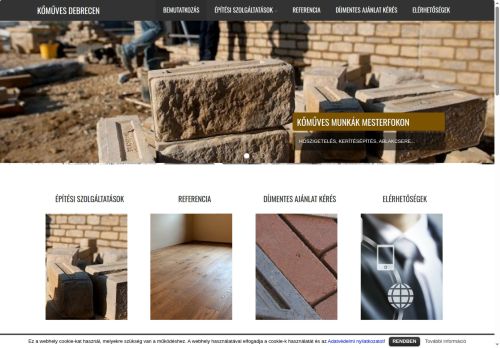 KŐMŰVES DEBRECEN
BEMUTATKOZÁS
ÉPÍTÉSI SZOLGÁLTATÁSOK
REFERENCIA
DÍJMENTES AJÁNLAT KÉRÉS
ELÉRHETŐSÉGEK
KŐMŰVES MUNKÁK MESTERFOKON
HŐSZIGETELÉS, KERÍTÉSÉPÍTÉS, ABLAKCSERE...
ÉPÍTÉSI SZOLGÁLTATÁSOK
REFERENCIA
DÍJMENTES AJÁNLAT KÉRÉS
ELÉRHETŐSÉGEK
Ez a webhely cookie-kat használ, melyekre szükség van a működéshez. A webhely használatával elfogadja a cookie-k használatát és az Adatvédelmi nyilatkozatot!
RENDBEN
További információ